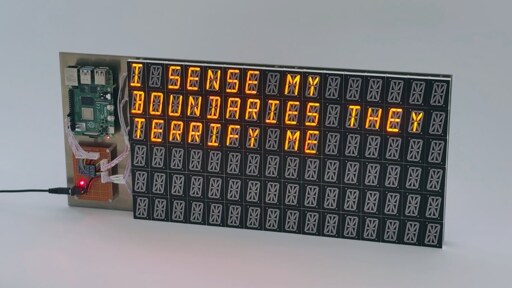 I SENSE MY
BOUNDARIES THEY
TERRIFY ME